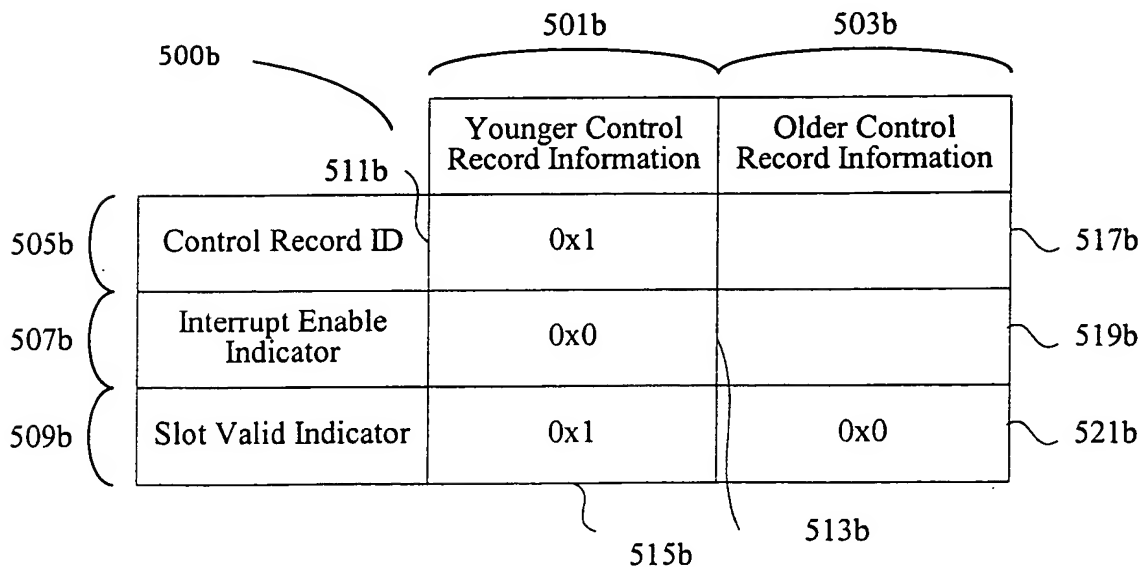 501b
503b
500b
Younger Control
Record Information
Older Control
Record Information
511b
505b
Control Record ID
0x1
517b
507b
Interrupt Enable
Indicator
0x0
519b
509b
Slot Valid Indicator
0x1
0x0
521b
513b
515b